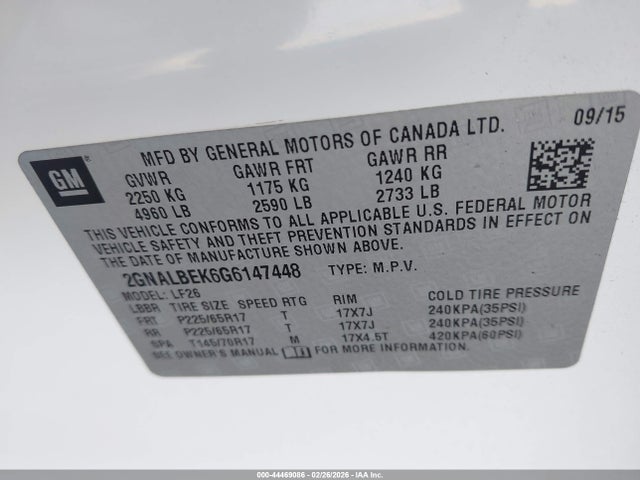 09/15
GM
MFD BY GENERAL MOTORS OF CANADA LTD.
GVWR GAWR FRT GAWR RR
2250 KG 1175 KG 1240 KG
4960 LB 2590 LB 2733 LB
THIS VEHICLE CONFORMS TO ALL APPLICABLE U.S. FEDERAL MOTOR
VEHICLE SAFETY AND THEFT PREVENTION STANDARDS IN EFFECT ON
THE DATE OF MANUFACTURE SHOWN ABOVE.
2GNALBEK6G6147448 TYPE: M.P.V.
MODEL: LF26
LBBR TIRE SIZE SPEED RTG RIM COLD TIRE PRESSURE
FRT P225/65R17 T 17X7J 240KPA(35PSI)
RR P225/65R17 T 17X7J 240KPA(35PSI)
SPA T145/70R17 M 17X4.5T 420KPA(60PSI)
SEE OWNER'S MANUAL FOR MORE INFORMATION.
000-44469086 - 02/26/2026 - IAA Inc.